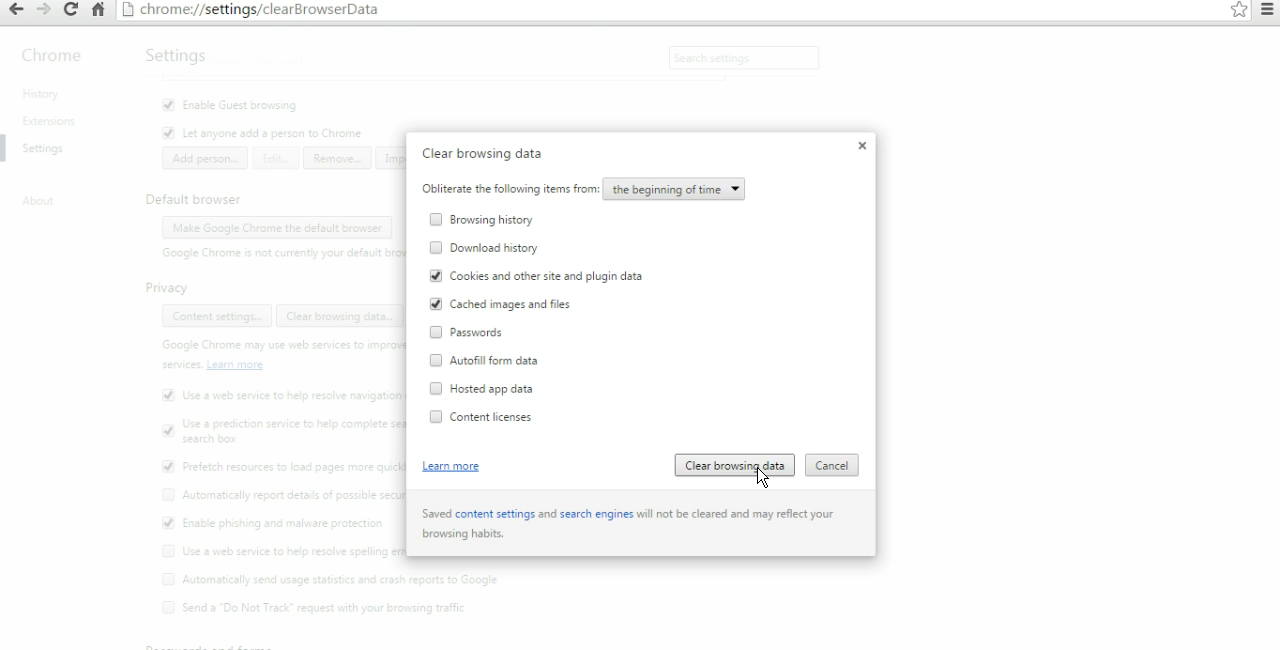 chrome://settings/clearBrowserData
Chrome
Settings
Search settings
History
Extensions
Settings
About
Enable Guest browsing
Let anyone add a person to Chrome
Add person...
Edit...
Remove...
Default browser
Make Google Chrome the default browser
Google Chrome is not currently your default
Privacy
Content settings...
Clear browsing data...
Google Chrome may use web services to improve
services. Learn more
Use a web service to help resolve navigation
Use a prediction service to help complete
search box
Prefetch resources to load pages more
Automatically report details of possible
Enable phishing and malware protection
Use a web service to help resolve spelling
Automatically send usage statistics and crash reports to Google
Send a "Do Not Track" request with your browsing traffic
Clear browsing data
Obliterate the following items from: the beginning of time
Browsing history
Download history
Cookies and other site and plugin data
Cached images and files
Passwords
Autofill form data
Hosted app data
Content licenses
Learn more
Clear browsing data
Cancel
Saved content settings and search engines will not be cleared and may reflect your
browsing habits.